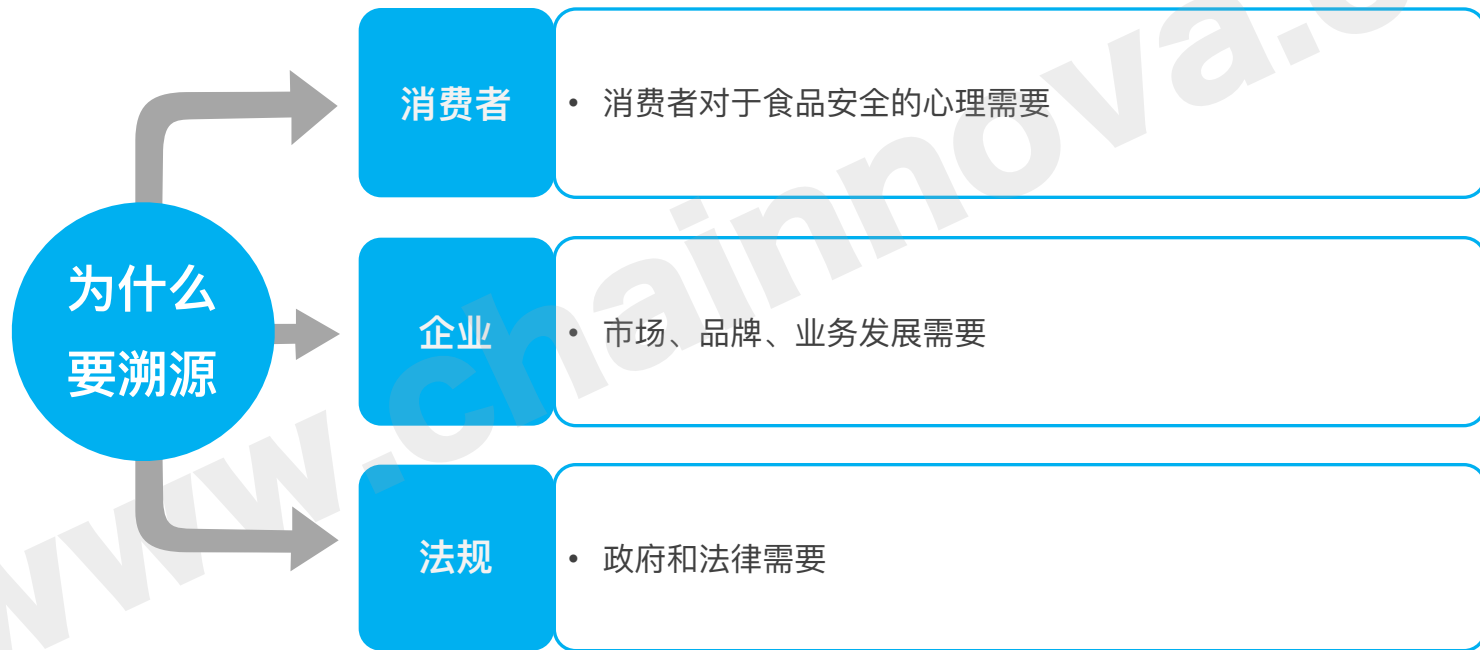 为什么
要溯源
消费者
• 消费者对于食品安全的心理需要
企业
• 市场、品牌、业务发展需要
法规
• 政府和法律需要
www.chainnova.c